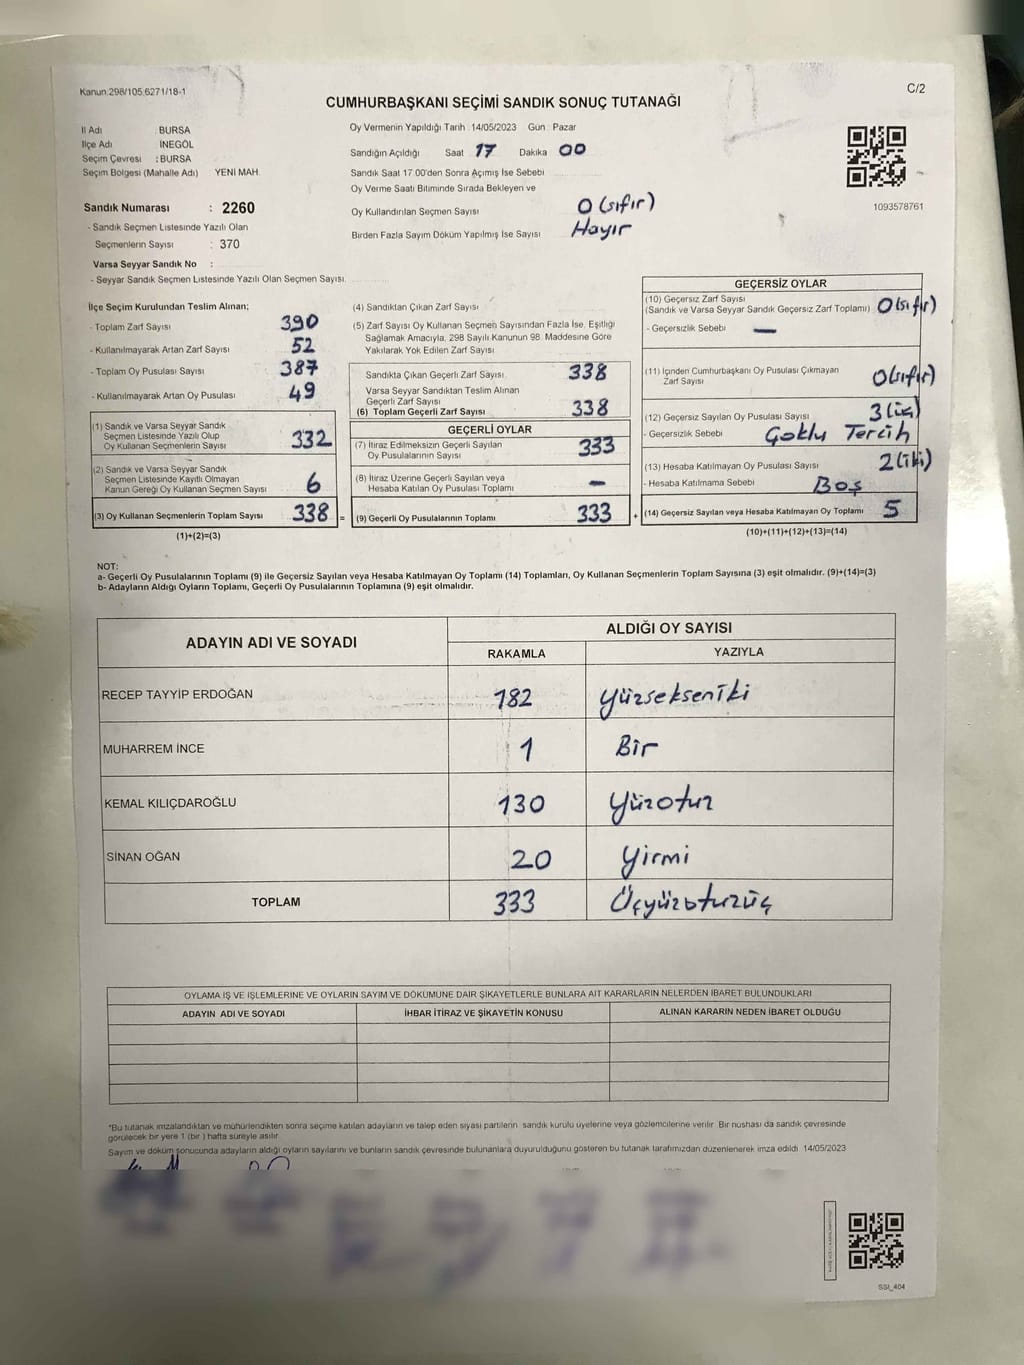 Kanun:298/105,6271/18-1
C/2
CUMHURBAŞKANI SEÇİMİ SANDIK SONUÇ TUTANAĞI
İl Adı : BURSA
İlçe Adı İNEGÖL
Seçim Çevresi : BURSA
Seçim Bölgesi (Mahalle Adı) YENİ MAH.
Sandık Numarası : 2260
- Sandık Seçmen Listesinde Yazılı Olan
Seçmenlerin Sayısı : 370
Varsa Seyyar Sandık No :
- Seyyar Sandık Seçmen Listesinde Yazılı Olan Seçmen Sayısı
Oy Vermenin Yapıldığı Tarih 14/05/2023 Gün : Pazar
Sandığın Açıldığı Saat 17 Dakika 00
Sandık Saat 17.00'den Sonra Açımış İse Sebebi
Oy Verme Saati Bitiminde Sırada Bekleyen ve
Oy Kullandırılan Seçmen Sayısı 0 (sıfır)
Birden Fazla Sayım Döküm Yapılmış İse Sayısı Hayır
1093578761
İlçe Seçim Kurulundan Teslim Alınan;
- Toplam Zarf Sayısı 390
- Kullanılmayarak Artan Zarf Sayısı 52
- Toplam Oy Pusulası Sayısı 387
- Kullanılmayarak Artan Oy Pusulası 49
(1) Sandık ve Varsa Seyyar Sandık
Seçmen Listesinde Yazılı Olup
Oy Kullanan Seçmenlerin Sayısı 332
(2) Sandık ve Varsa Seyyar Sandık
Seçmen Listesinde Kayıtlı Olmayan
Kanun Gereği Oy Kullanan Seçmen Sayısı 6
(3) Oy Kullanan Seçmenlerin Toplam Sayısı 338 =
(1)+(2)=(3)
(4) Sandıktan Çıkan Zarf Sayısı
(5) Zarf Sayısı Oy Kullanan Seçmen Sayısından Fazla İse, Eşitliği
Sağlamak Amacıyla, 298 Sayılı Kanunun 98. Maddesine Göre
Yakılarak Yok Edilen Zarf Sayısı
Sandıkta Çıkan Geçerli Zarf Sayısı 338
Varsa Seyyar Sandıktan Teslim Alınan
Geçerli Zarf Sayısı
(6) Toplam Geçerli Zarf Sayısı 338
GEÇERLİ OYLAR
(7) İtiraz Edilmeksizin Geçerli Sayılan
Oy Pusulalarının Sayısı 333
(8) İtiraz Üzerine Geçerli Sayılan veya
Hesaba Katılan Oy Pusulası Toplamı -
(9) Geçerli Oy Pusulalarının Toplamı 333 +
GEÇERSİZ OYLAR
(10) Geçersiz Zarf Sayısı
(Sandık ve Varsa Seyyar Sandık Geçersiz Zarf Toplamı) 0 (sıfır)
- Geçersizlik Sebebi —
(11) İçinden Cumhurbaşkanı Oy Pusulası Çıkmayan
Zarf Sayısı 0 (sıfır)
(12) Geçersiz Sayılan Oy Pusulası Sayısı 3 (üç)
- Geçersizlik Sebebi Çoklu Tercih
(13) Hesaba Katılmayan Oy Pusulası Sayısı 2 (iki)
- Hesaba Katılmama Sebebi Boş
(14) Geçersiz Sayılan veya Hesaba Katılmayan Oy Toplamı 5
(10)+(11)+(12)+(13)=(14)
NOT:
a- Geçerli Oy Pusulalarının Toplamı (9) ile Geçersiz Sayılan veya Hesaba Katılmayan Oy Toplamı (14) Toplamları, Oy Kullanan Seçmenlerin Toplam Sayısına (3) eşit olmalıdır. (9)+(14)=(3)
b- Adayların Aldığı Oyların Toplamı, Geçerli Oy Pusulalarının Toplamına (9) eşit olmalıdır.
ADAYIN ADI VE SOYADI
ALDIĞI OY SAYISI
RAKAMLA YAZIYLA
RECEP TAYYİP ERDOĞAN 182 Yüzsekseniki
MUHARREM İNCE 1 Bir
KEMAL KILIÇDAROĞLU 130 Yüzotuz
SİNAN OĞAN 20 Yirmi
TOPLAM 333 Üçyüzotuzüç
OYLAMA İŞ VE İŞLEMLERİNE VE OYLARIN SAYIM VE DÖKÜMÜNE DAİR ŞİKAYETLERLE BUNLARA AİT KARARLARIN NELERDEN İBARET BULUNDUKLARI
ADAYIN ADI VE SOYADI İHBAR İTİRAZ VE ŞİKAYETİN KONUSU ALINAN KARARIN NEDEN İBARET OLDUĞU
*Bu tutanak imzalandıktan ve mühürlendikten sonra seçime katılan adayların ve talep eden siyasi partilerin sandık kurulu üyelerine veya gözlemcilerine verilir. Bir nüshası da sandık çevresinde
görülecek bir yere 1 (bir ) hafta süreyle asılır.
Sayım ve döküm sonucunda adayların aldığı oyların sayılarını ve bunların sandık çevresinde bulunanlara duyurulduğunu gösteren bu tutanak tarafımızdan düzenlenerek imza edildi 14/05/2023
SSI_404